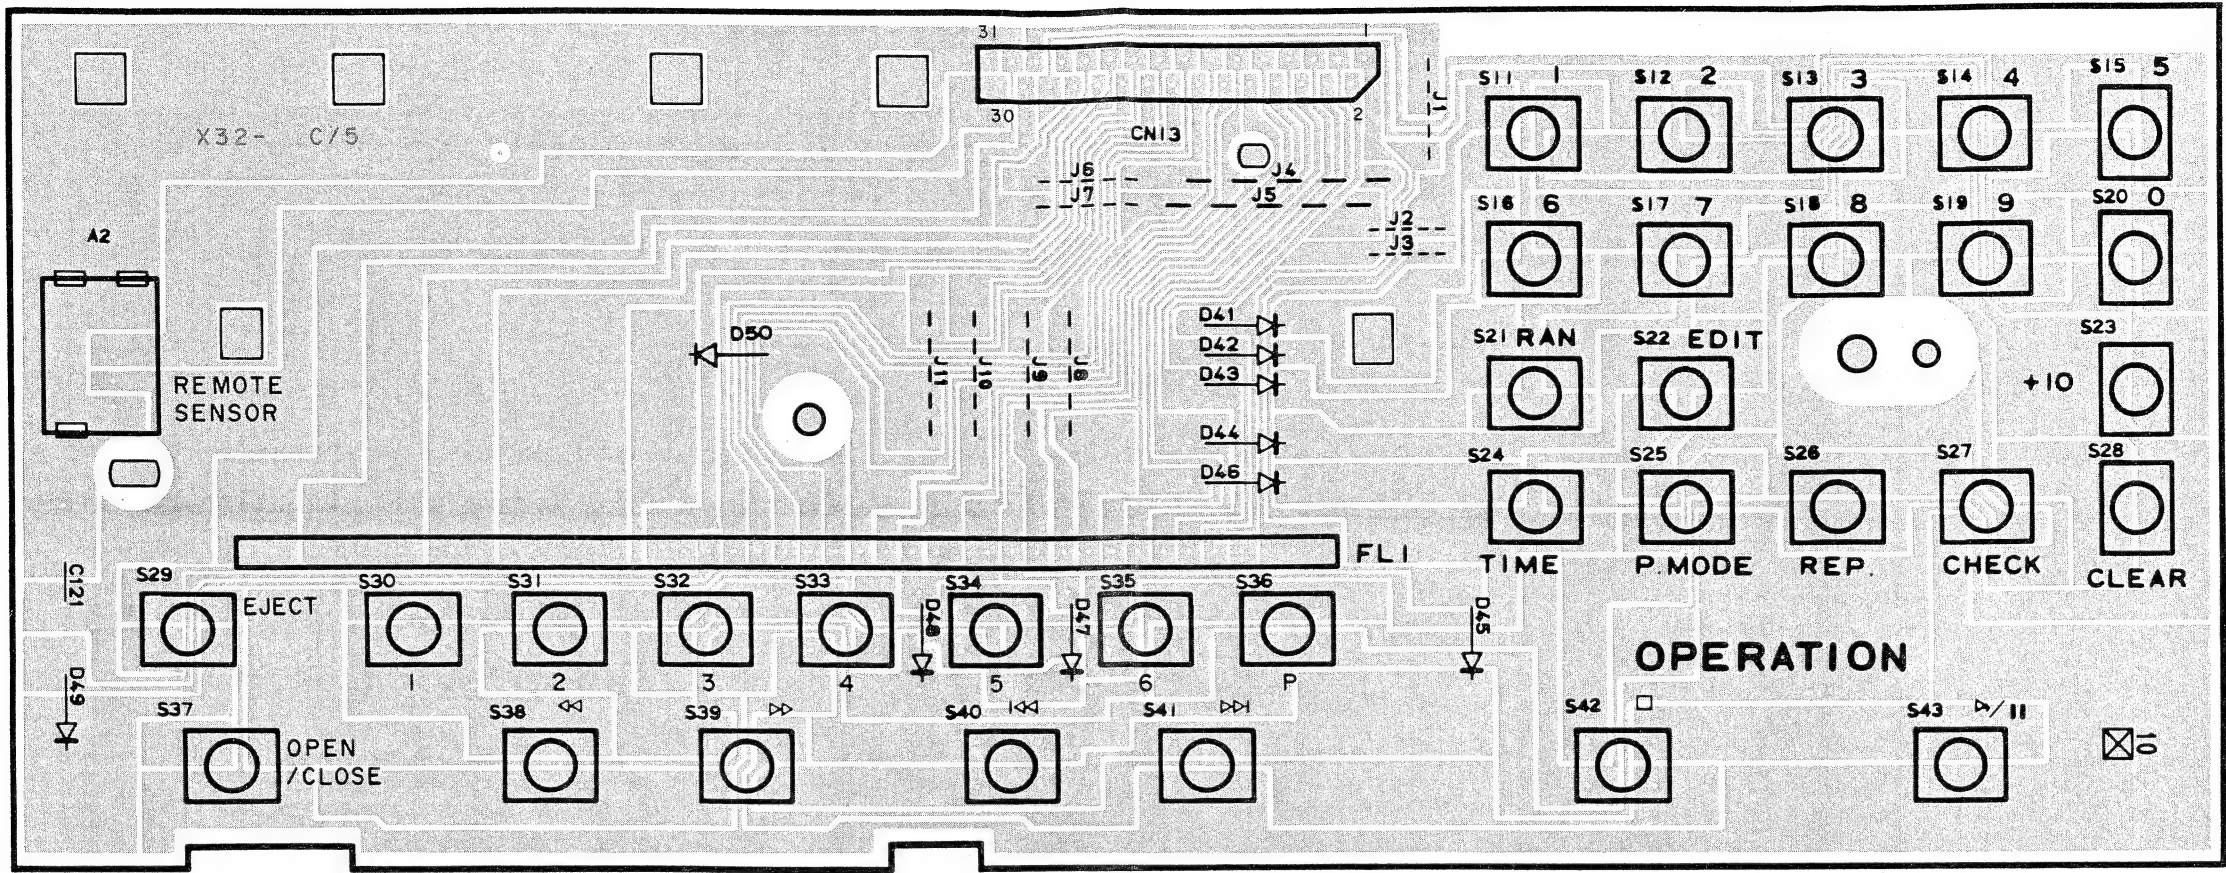 31 1
30 2
CN13
X32- C/5
J1
J6
J7
J4
J5
J2
J3
S11 1 S12 2 S13 3 S14 4 S15 5
S16 6 S17 7 S18 8 S19 9 S20 0
A2
REMOTE
SENSOR
D50
J11 J10 J9 J8
D41
D42
D43
D44
D46
S21 RAN S22 EDIT S23
+10
S24 S25 S26 S27 S28
TIME P.MODE REP. CHECK CLEAR
FL1
C121
S29 S30 S31 S32 S33 S34 S35 S36
EJECT
D48 D47 D45
1 2 3 4 5 6 P
OPERATION
D49
S37 S38 ◁◁ S39 ▷▷ S40 |◁◁ S41 ▷▷| S42 □ S43 ▷/II
OPEN
/CLOSE
10